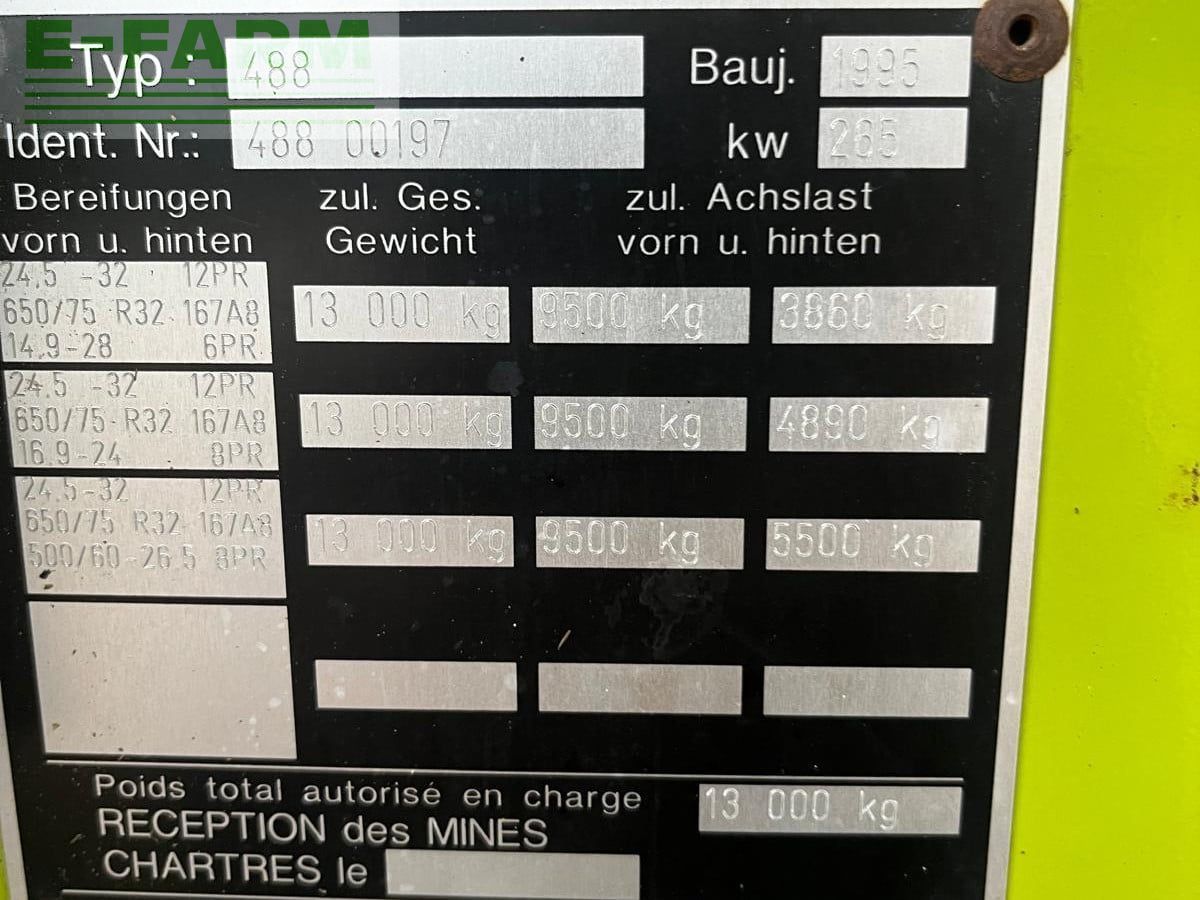 E-FARM
Typ : 488 Bauj. 1995
Ident. Nr.: 488 00197 kw 285
Bereifungen zul. Ges. zul. Achslast
vorn u. hinten Gewicht vorn u. hinten
24,5 -32 12PR
650/75 R32 167A8 13 000 kg 9500 kg 3860 kg
14.9-28 6PR
24.5 -32 12PR
650/75 R32 167A8 13 000 kg 9500 kg 4890 kg
16.9-24 8PR
24.5-32 12PR
650/75 R32 167A8 13 000 kg 9500 kg 5500 kg
500/60-26.5 8PR
Poids total autorisé en charge 13 000 kg
RECEPTION des MINES
CHARTRES le